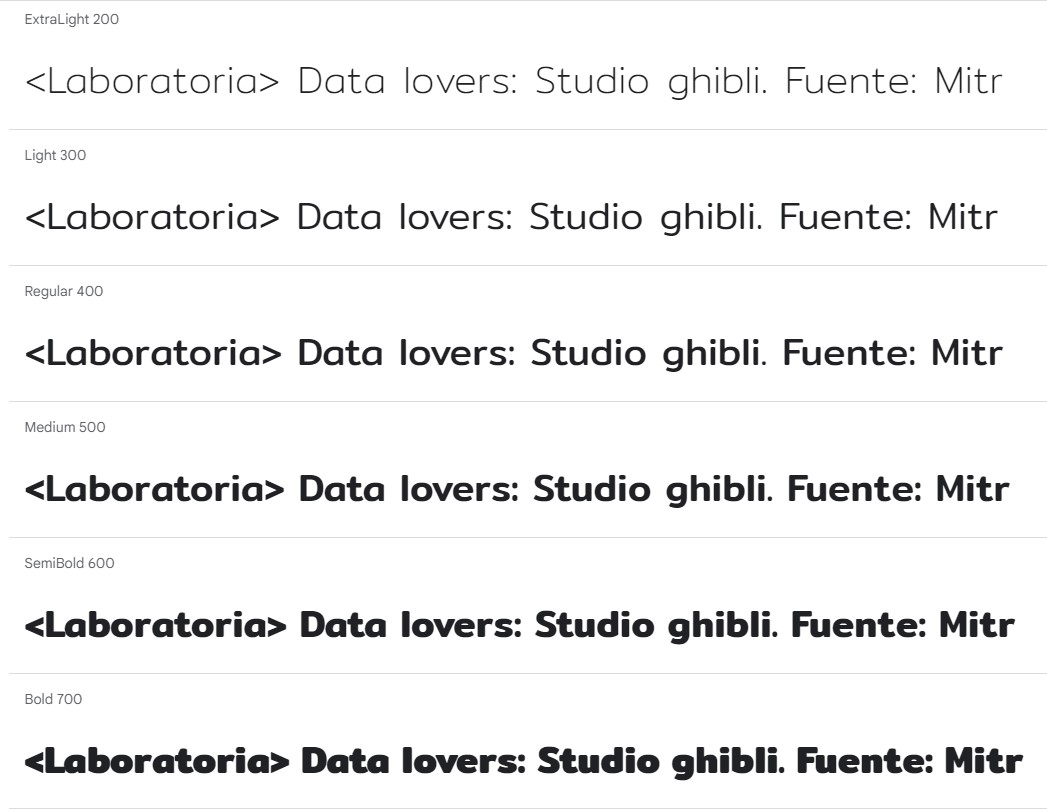 ExtraLight 200
<Laboratoria> Data lovers: Studio ghibli. Fuente: Mitr
Light 300
<Laboratoria> Data lovers: Studio ghibli. Fuente: Mitr
Regular 400
<Laboratoria> Data lovers: Studio ghibli. Fuente: Mitr
Medium 500
<Laboratoria> Data lovers: Studio ghibli. Fuente: Mitr
SemiBold 600
<Laboratoria> Data lovers: Studio ghibli. Fuente: Mitr
Bold 700
<Laboratoria> Data lovers: Studio ghibli. Fuente: Mitr